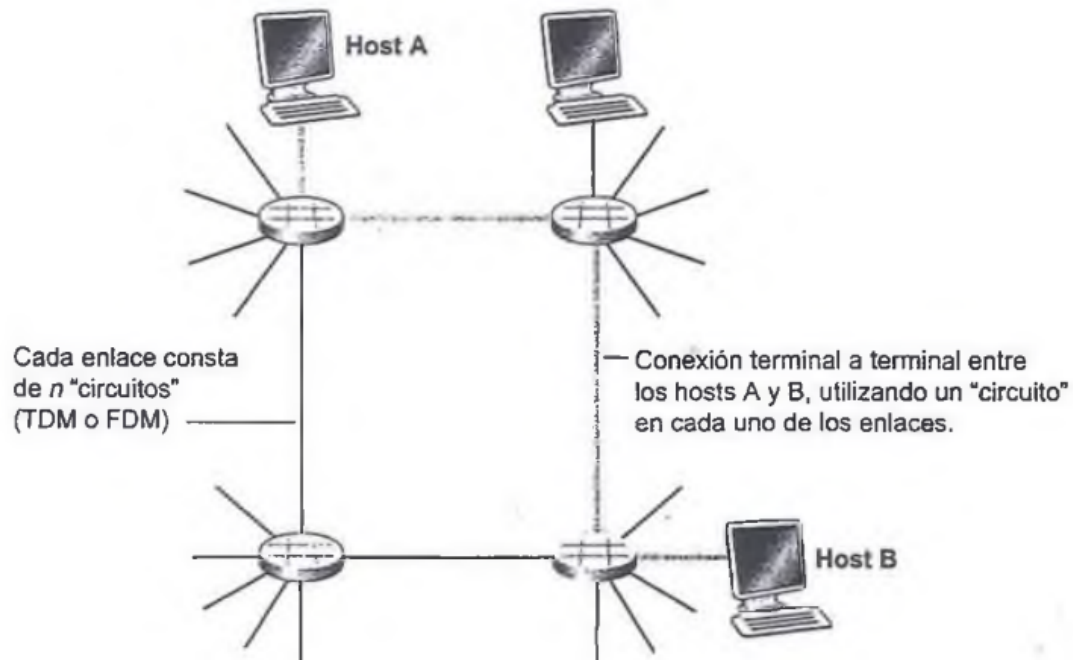 Host A
Cada enlace consta
de n "circuitos"
(TDM o FDM)
Conexión terminal a terminal entre
los hosts A y B, utilizando un "circuito"
en cada uno de los enlaces.
Host B